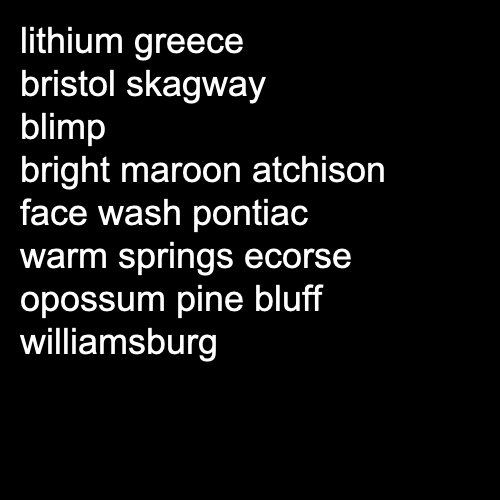 lithium greece
bristol skagway
blimp
bright maroon atchison
face wash pontiac
warm springs ecorse
opossum pine bluff
williamsburg